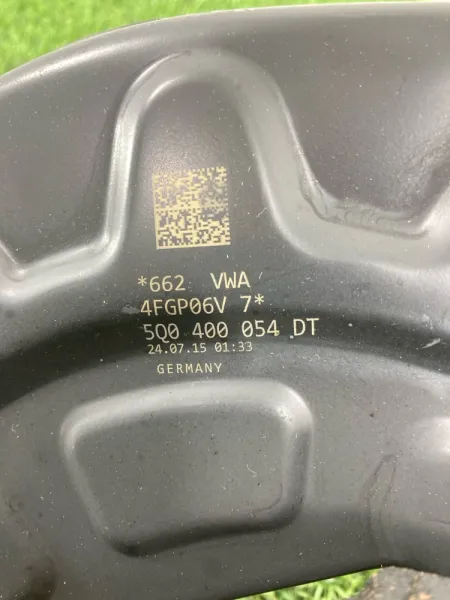 *662 VWA
4FGP06V 7*
5Q0 400 054 DT
24.07.15 01:33
GERMANY